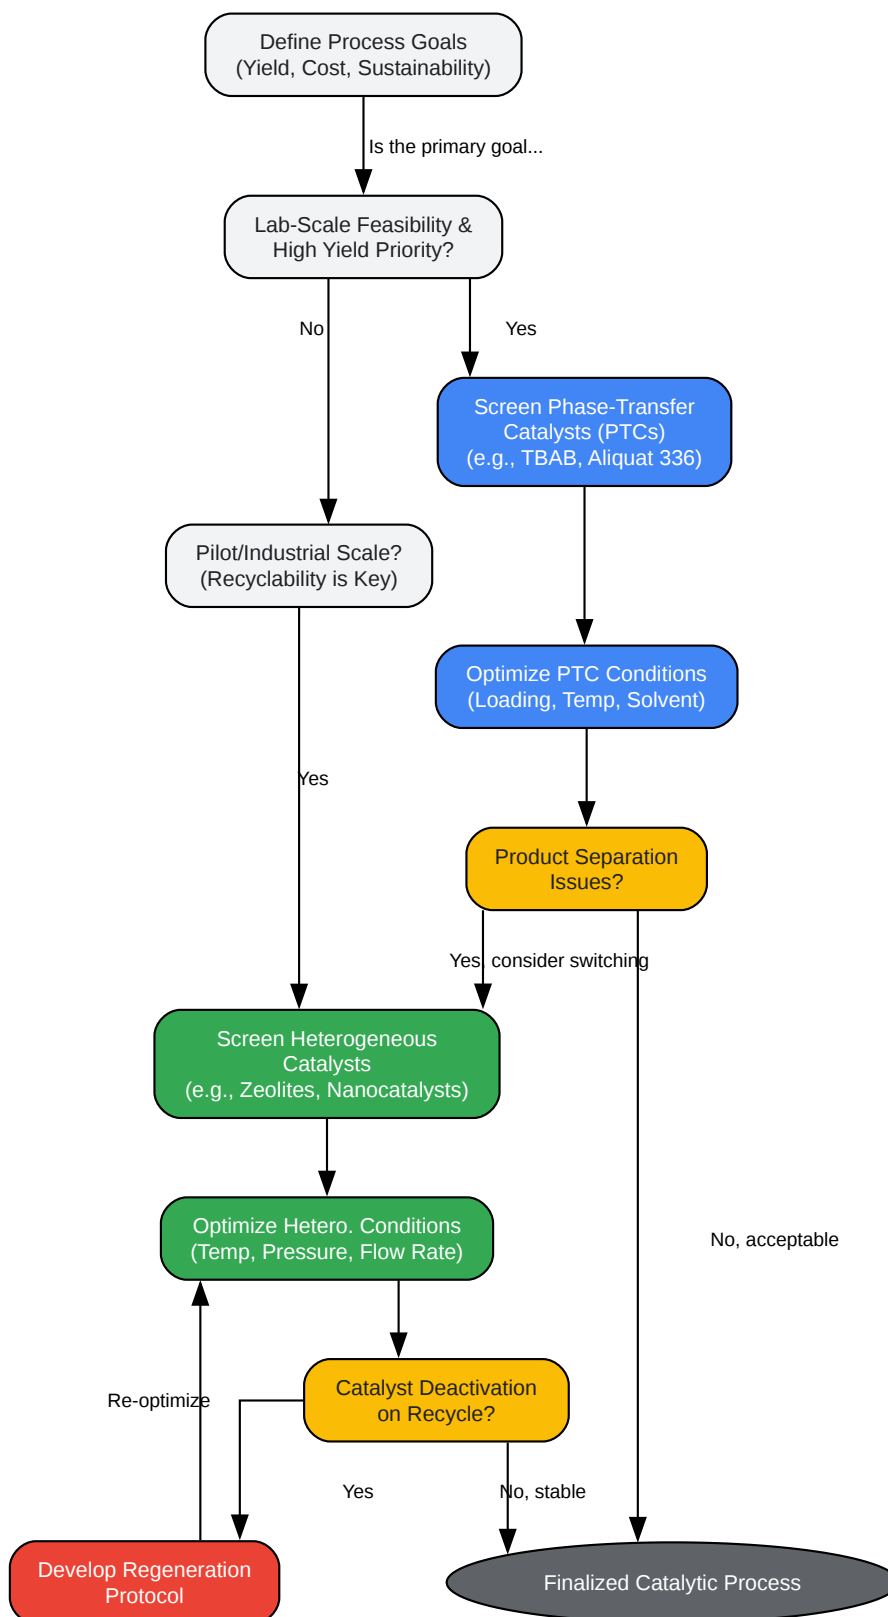 Define Process Goals
(Yield, Cost, Sustainability)
Is the primary goal...
Lab-Scale Feasibility &
High Yield Priority?
No
Yes
Screen Phase-Transfer
Catalysts (PTCs)
(e.g., TBAB, Aliquat 336)
Pilot/Industrial Scale?
(Recyclability is Key)
Optimize PTC Conditions
(Loading, Temp, Solvent)
Yes
Product Separation
Issues?
Yes, consider switching
Screen Heterogeneous
Catalysts
(e.g., Zeolites, Nanocatalysts)
Optimize Hetero. Conditions
(Temp, Pressure, Flow Rate)
No, acceptable
Catalyst Deactivation
on Recycle?
Re-optimize
Yes
No, stable
Develop Regeneration
Protocol
Finalized Catalytic Process